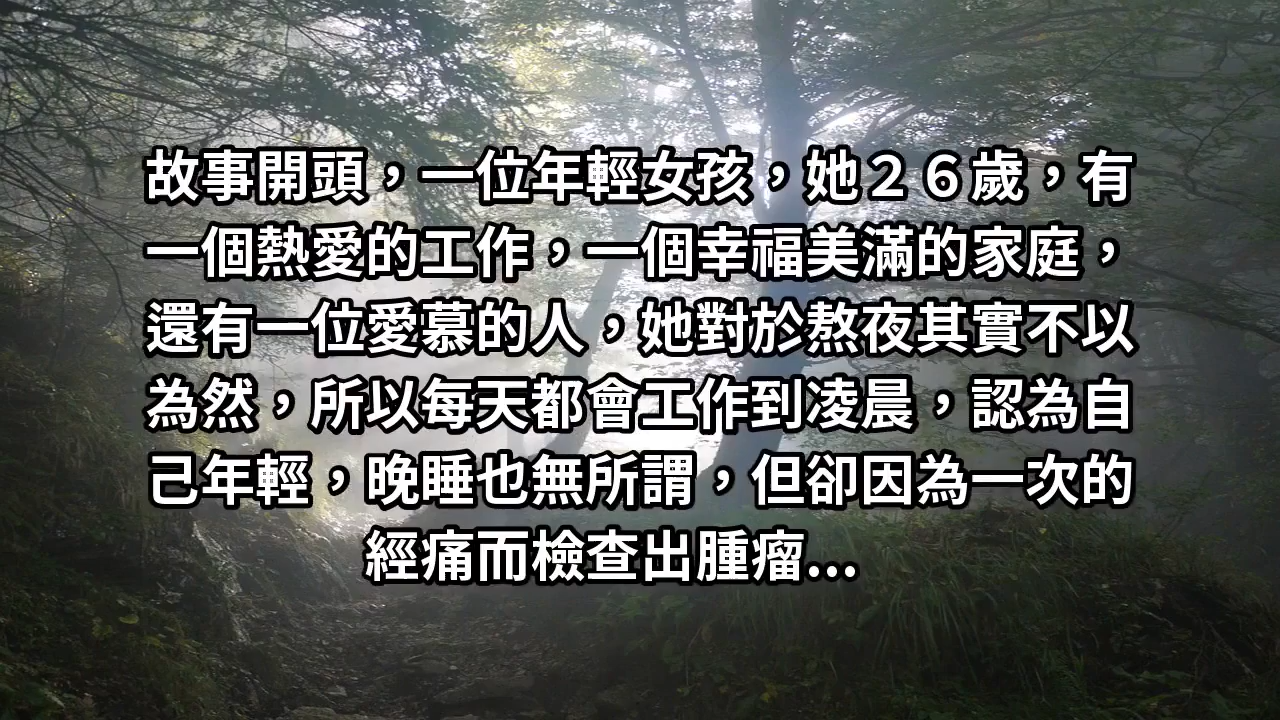 故事開頭，一位年輕女孩，她２６歲，有
一個熱愛的工作，一個幸福美滿的家庭，
還有一位愛慕的人，她對於熬夜其實不以
為然，所以每天都會工作到凌晨，認為自
己年輕，晚睡也無所謂，但卻因為一次的
經痛而檢查出腫瘤...